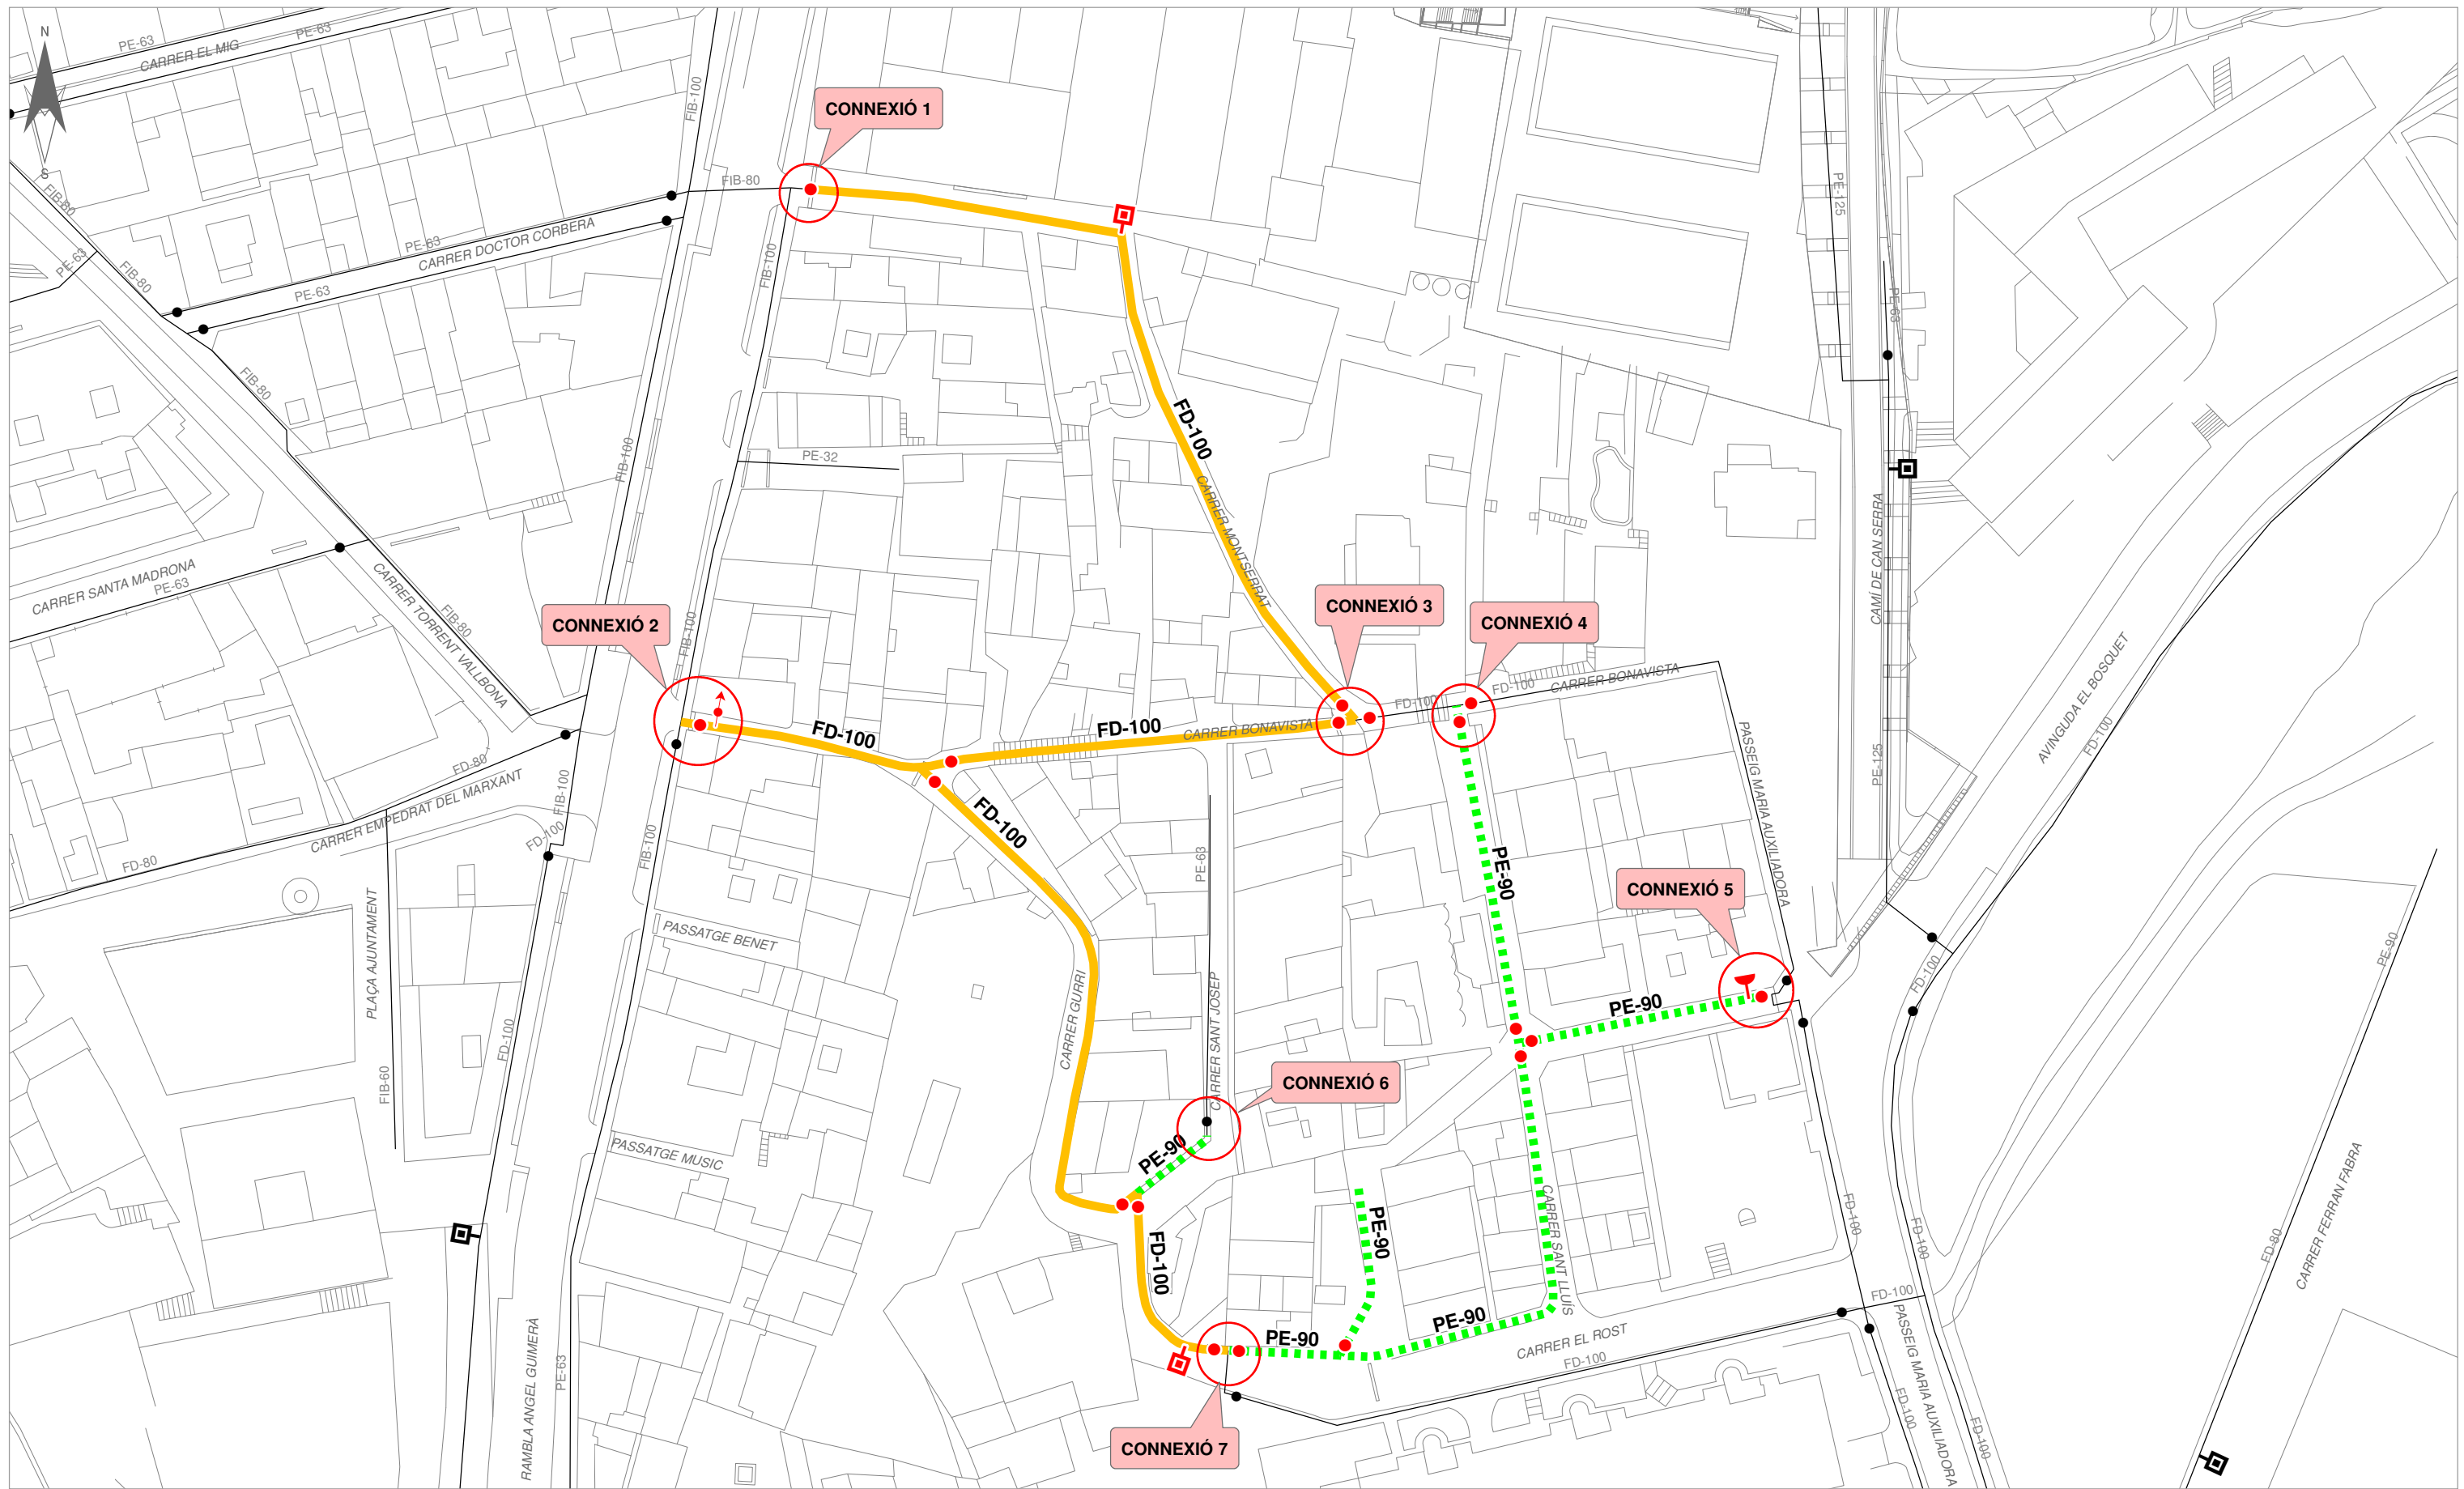 PE-63
PE-63
CARRER EL MIG
N
S
FIB-100
CONNEXIÓ 1
FIB-80
FIB-80
PE-63
FIB-80
PE-63
CARRER DOCTOR CORBERA
PE-63
FIB-100
PE-125
PE-63
FIB-80
FD-100
FIB-100
PE-32
CARRER MONTSERRAT
CAMÍ DE CAN SERRA
CARRER SANTA MADRONA
PE-63
CARRER TORRENT VALLBONA
FIB-80
CONNEXIÓ 2
FIB-100
CONNEXIÓ 3
CONNEXIÓ 4
AVINGUDA EL BOSQUET
FD-100
FD-100
FD-100
CARRER BONAVISTA
FD-100
FD-100
CARRER BONAVISTA
PASSEIG MARIA AUXILIADORA
PE-125
FD-80
FIB-100
CARRER EMPEDRAT DEL MARXANT
FD-100
FD-80
FIB-100
FD-100
PE-63
PE-90
CONNEXIÓ 5
PLAÇA AJUNTAMENT
PASSATGE BENET
PE-90
FD-100
CARRER GURRI
CARRER SANT JOSEP
PE-90
FIB-60
FD-100
CONNEXIÓ 6
PASSATGE MUSIC
PE-90
CARRER SANT LLUÍS
PE-90
FD-100
FD-100
FD-100
FD-80
CARRER FERRAN FABRA
PE-90
PE-90
CARRER EL ROST
FD-100
FD-100
PASSEIG MARIA AUXILIADORA
RAMBLA ANGEL GUIMERÀ
PE-63
FD-100
FD-100
CONNEXIÓ 7